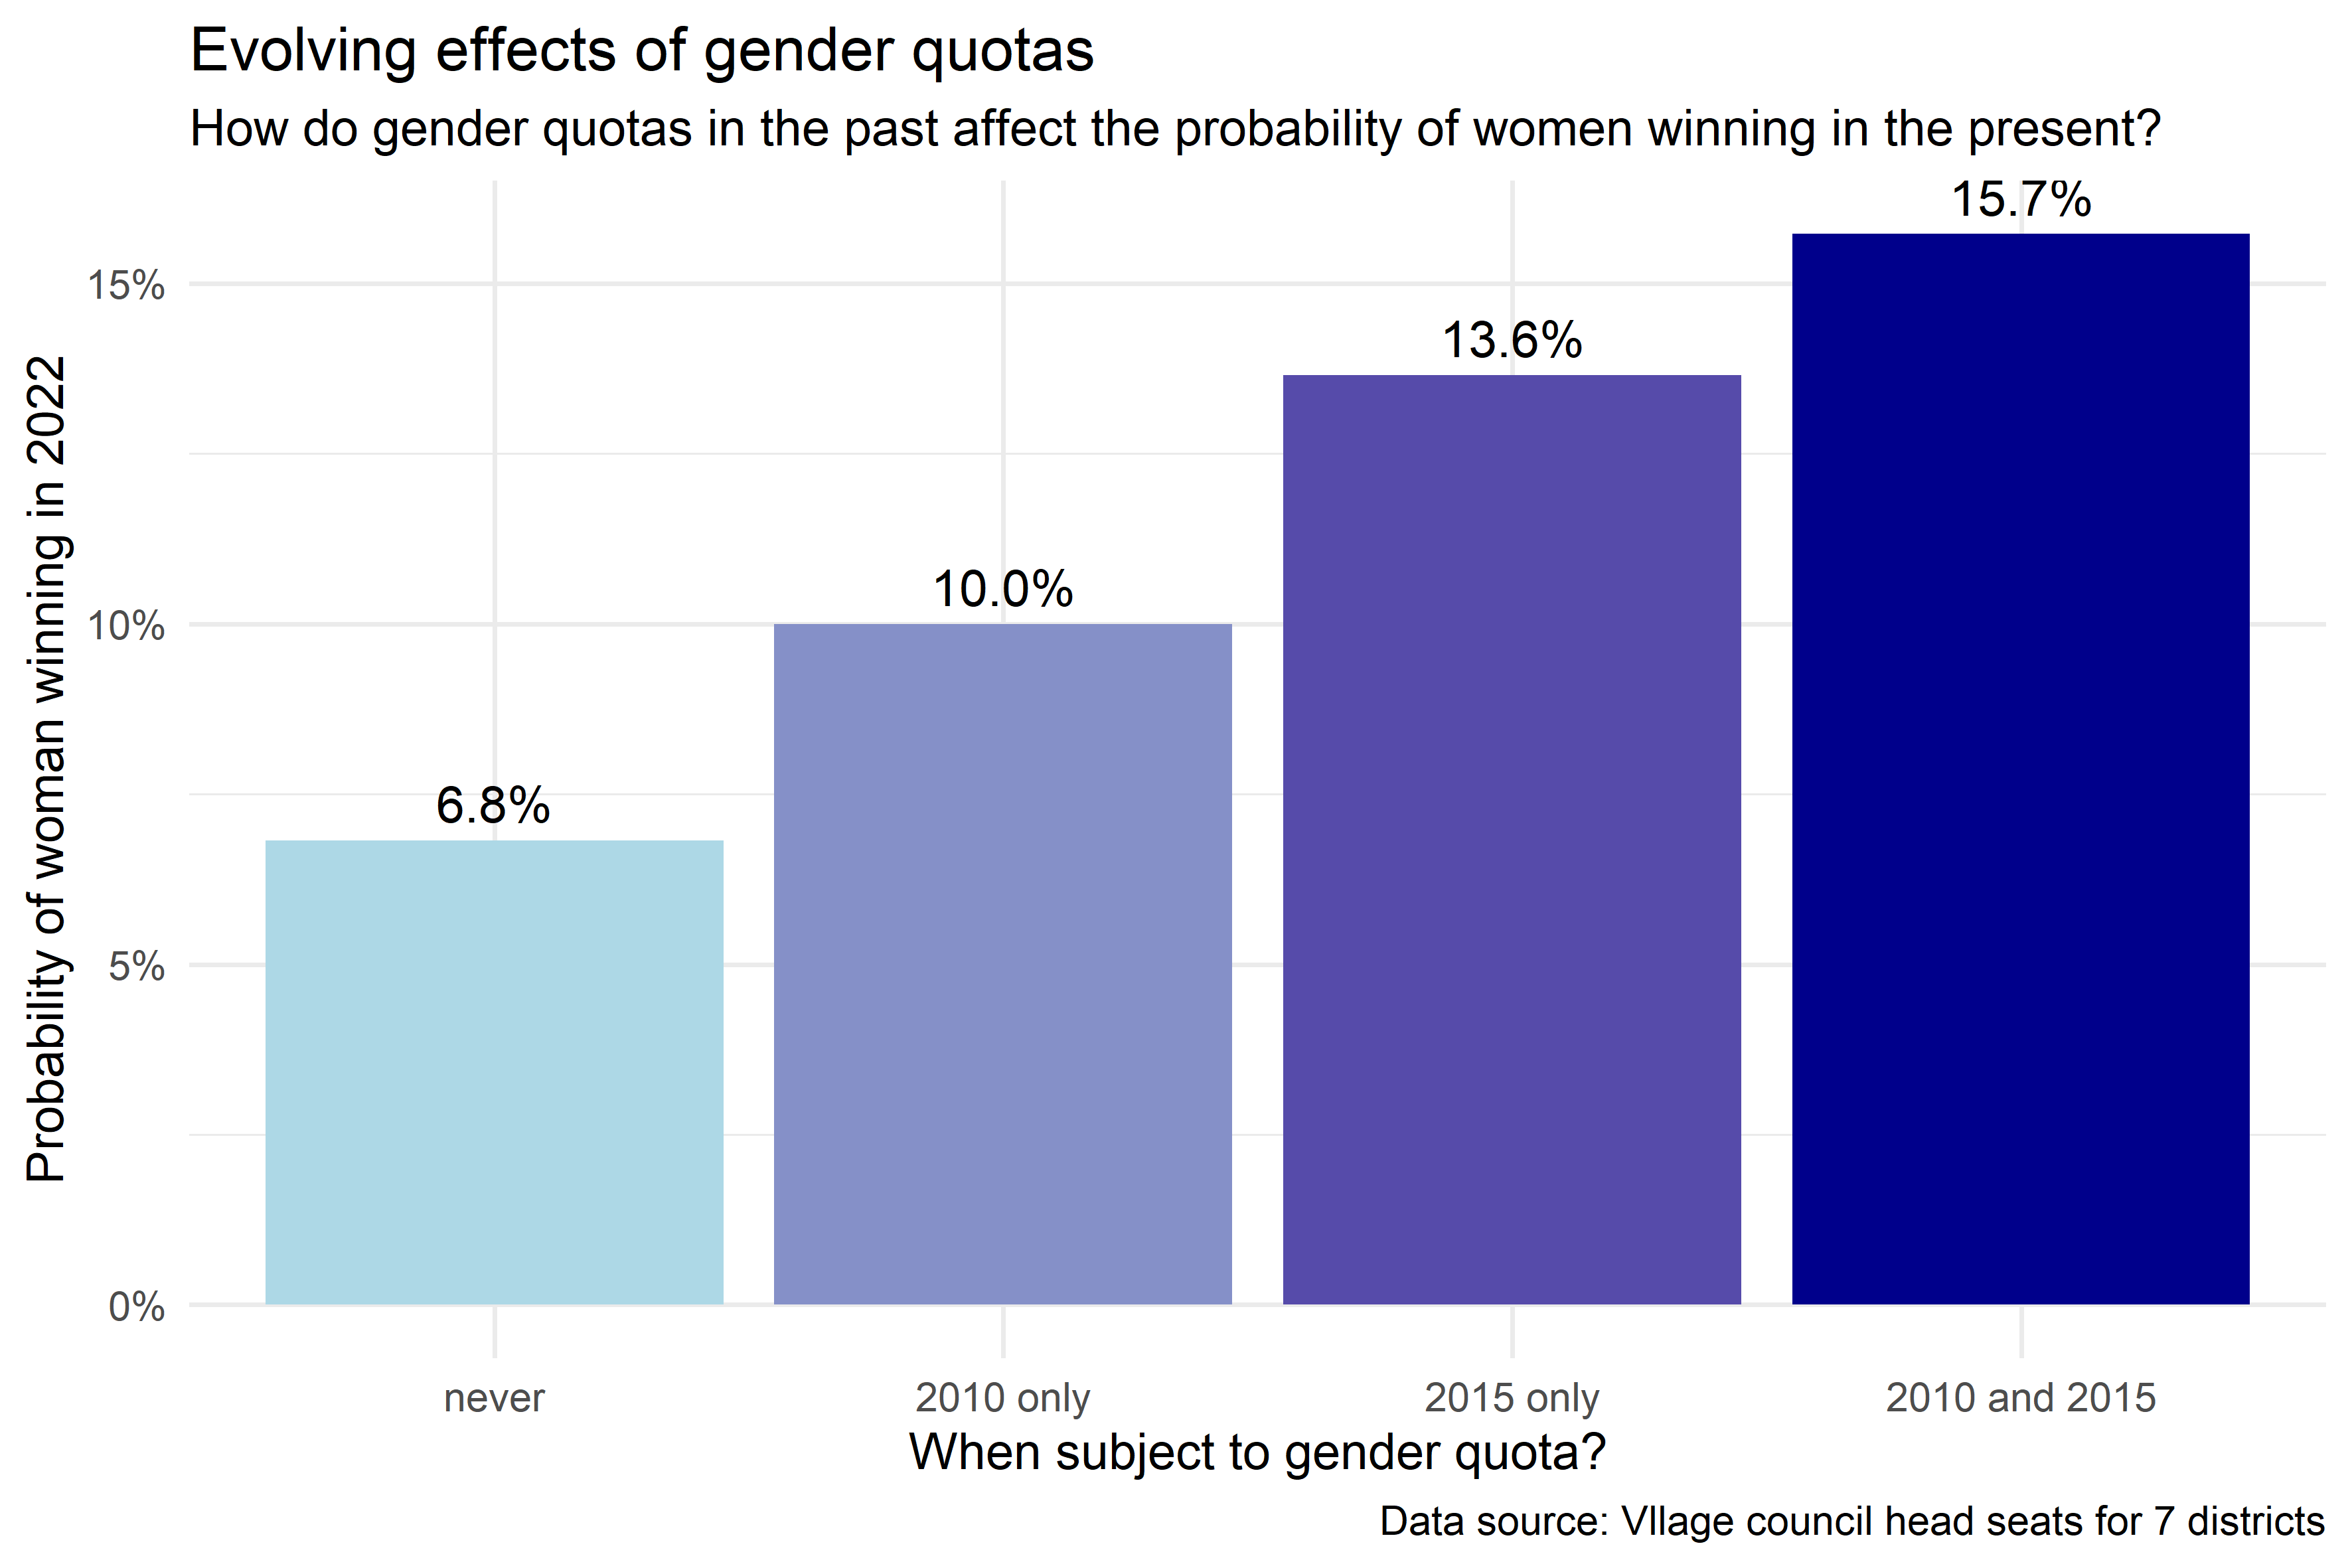 Evolving effects of gender quotas
How do gender quotas in the past affect the probability of women winning in the present?
15.7%
15%
13.6%
10.0%
10%
6.8%
5%
0%
Probability of woman winning in 2022
never
2010 only
2015 only
2010 and 2015
When subject to gender quota?
Data source: Vllage council head seats for 7 districts